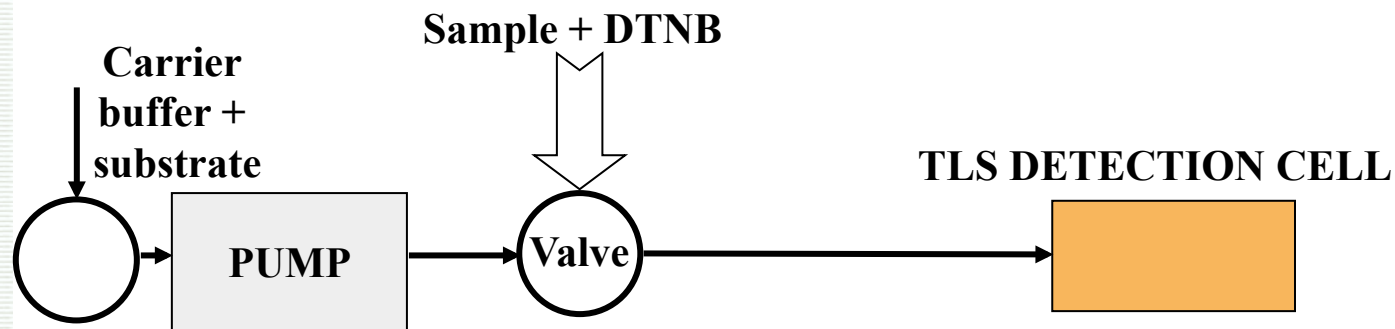 Sample + DTNB
Carrier
buffer +
substrate
TLS DETECTION CELL
PUMP
Valve